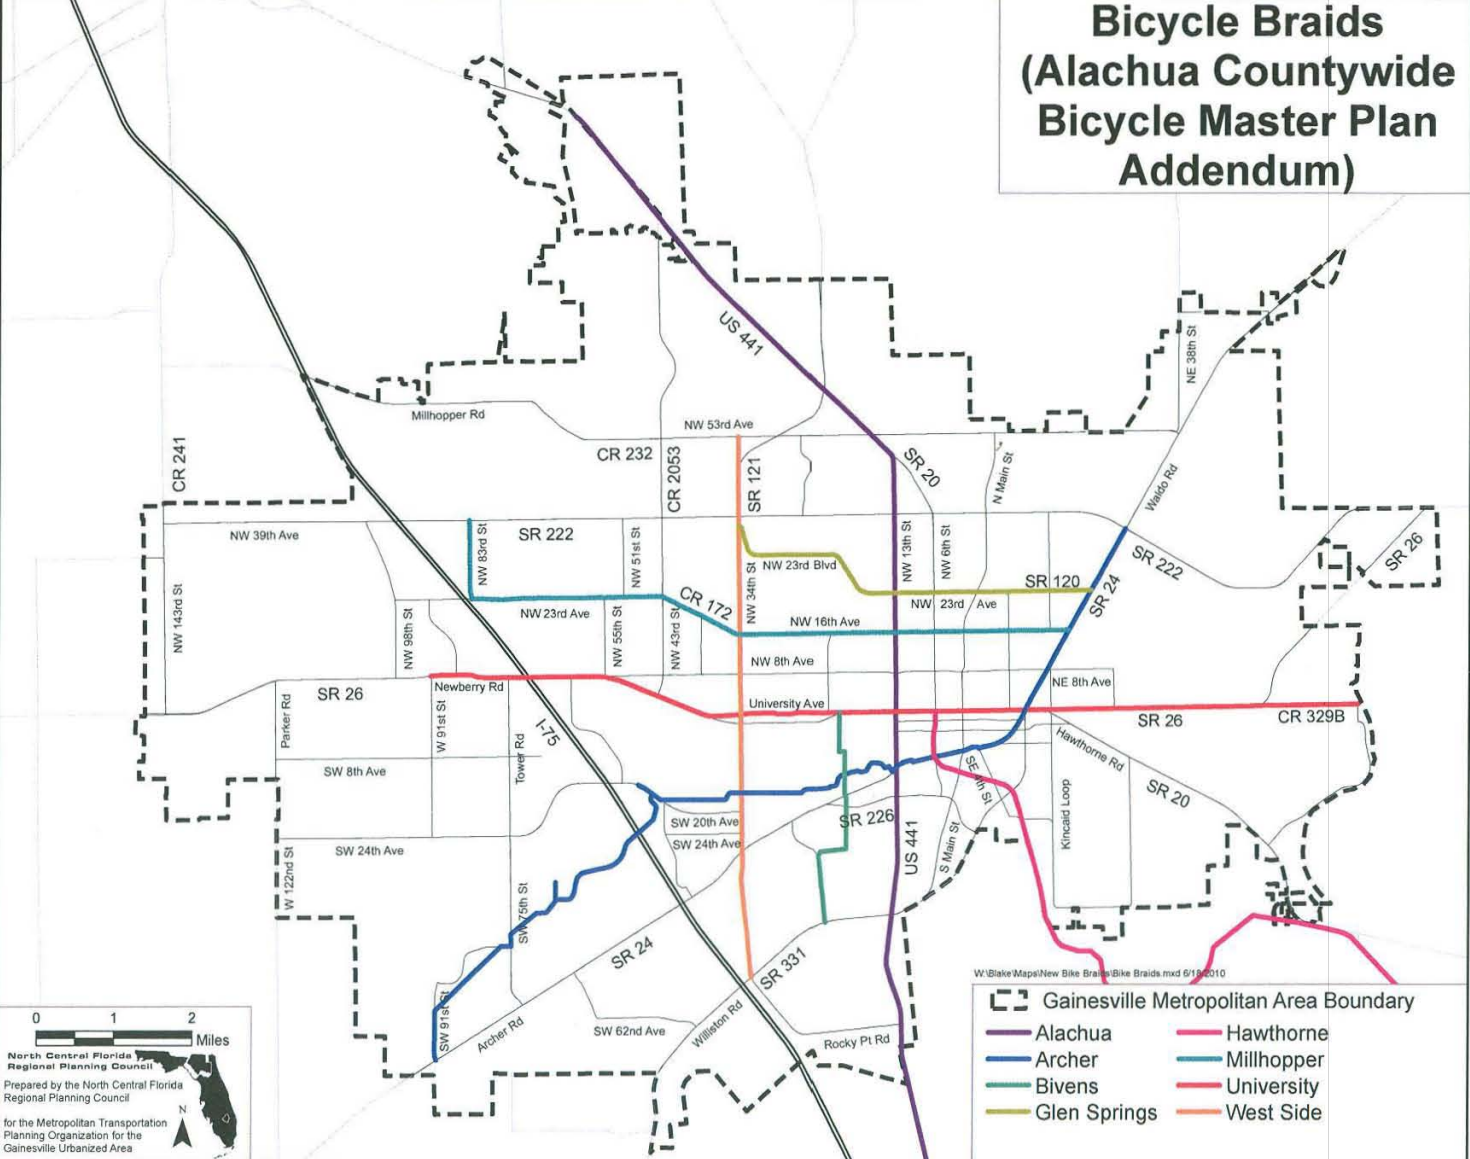 Bicycle Braids
(Alachua Countywide
Bicycle Master Plan
Addendum)
US 441
NE 38th St
Millhopper Rd
NW 53rd Ave
CR 241
CR 232
CR 2053
SR 121
SR 20
N Main St
Waldo Rd
NW 39th Ave
NW 83rd St
SR 222
NW 51st St
NW 13th St
NW 6th St
SR 222
SR 26
NW 23rd Blvd
SR 120
SR 24
NW 143rd St
NW 98th St
NW 23rd Ave
NW 55th St
NW 43rd St
CR 172
NW 34th St
NW 23rd Ave
NW 16th Ave
NW 8th Ave
NE 8th Ave
SR 26
Newberry Rd
University Ave
SR 26
CR 329B
Parker Rd
W 91st St
Tower Rd
I-75
Hawthorne Rd
SW 8th Ave
SE 4th St
SR 20
Kincaid Loop
SW 20th Ave
SR 226
SW 24th Ave
SW 24th Ave
US 441
S Main St
W 122nd St
SW 75th St
SR 24
SR 331
W:\Blake\Maps\New Bike Braids\Bike Braids.mxd 6/18/2010
SW 91st St
Archer Rd
SW 62nd Ave
Williston Rd
Rocky Pt Rd
Gainesville Metropolitan Area Boundary
Alachua
Hawthorne
Archer
Millhopper
Bivens
University
Glen Springs
West Side
0 1 2
Miles
North Central Florida
Regional Planning Council
Prepared by the North Central Florida
Regional Planning Council
N
for the Metropolitan Transportation
Planning Organization for the
Gainesville Urbanized Area